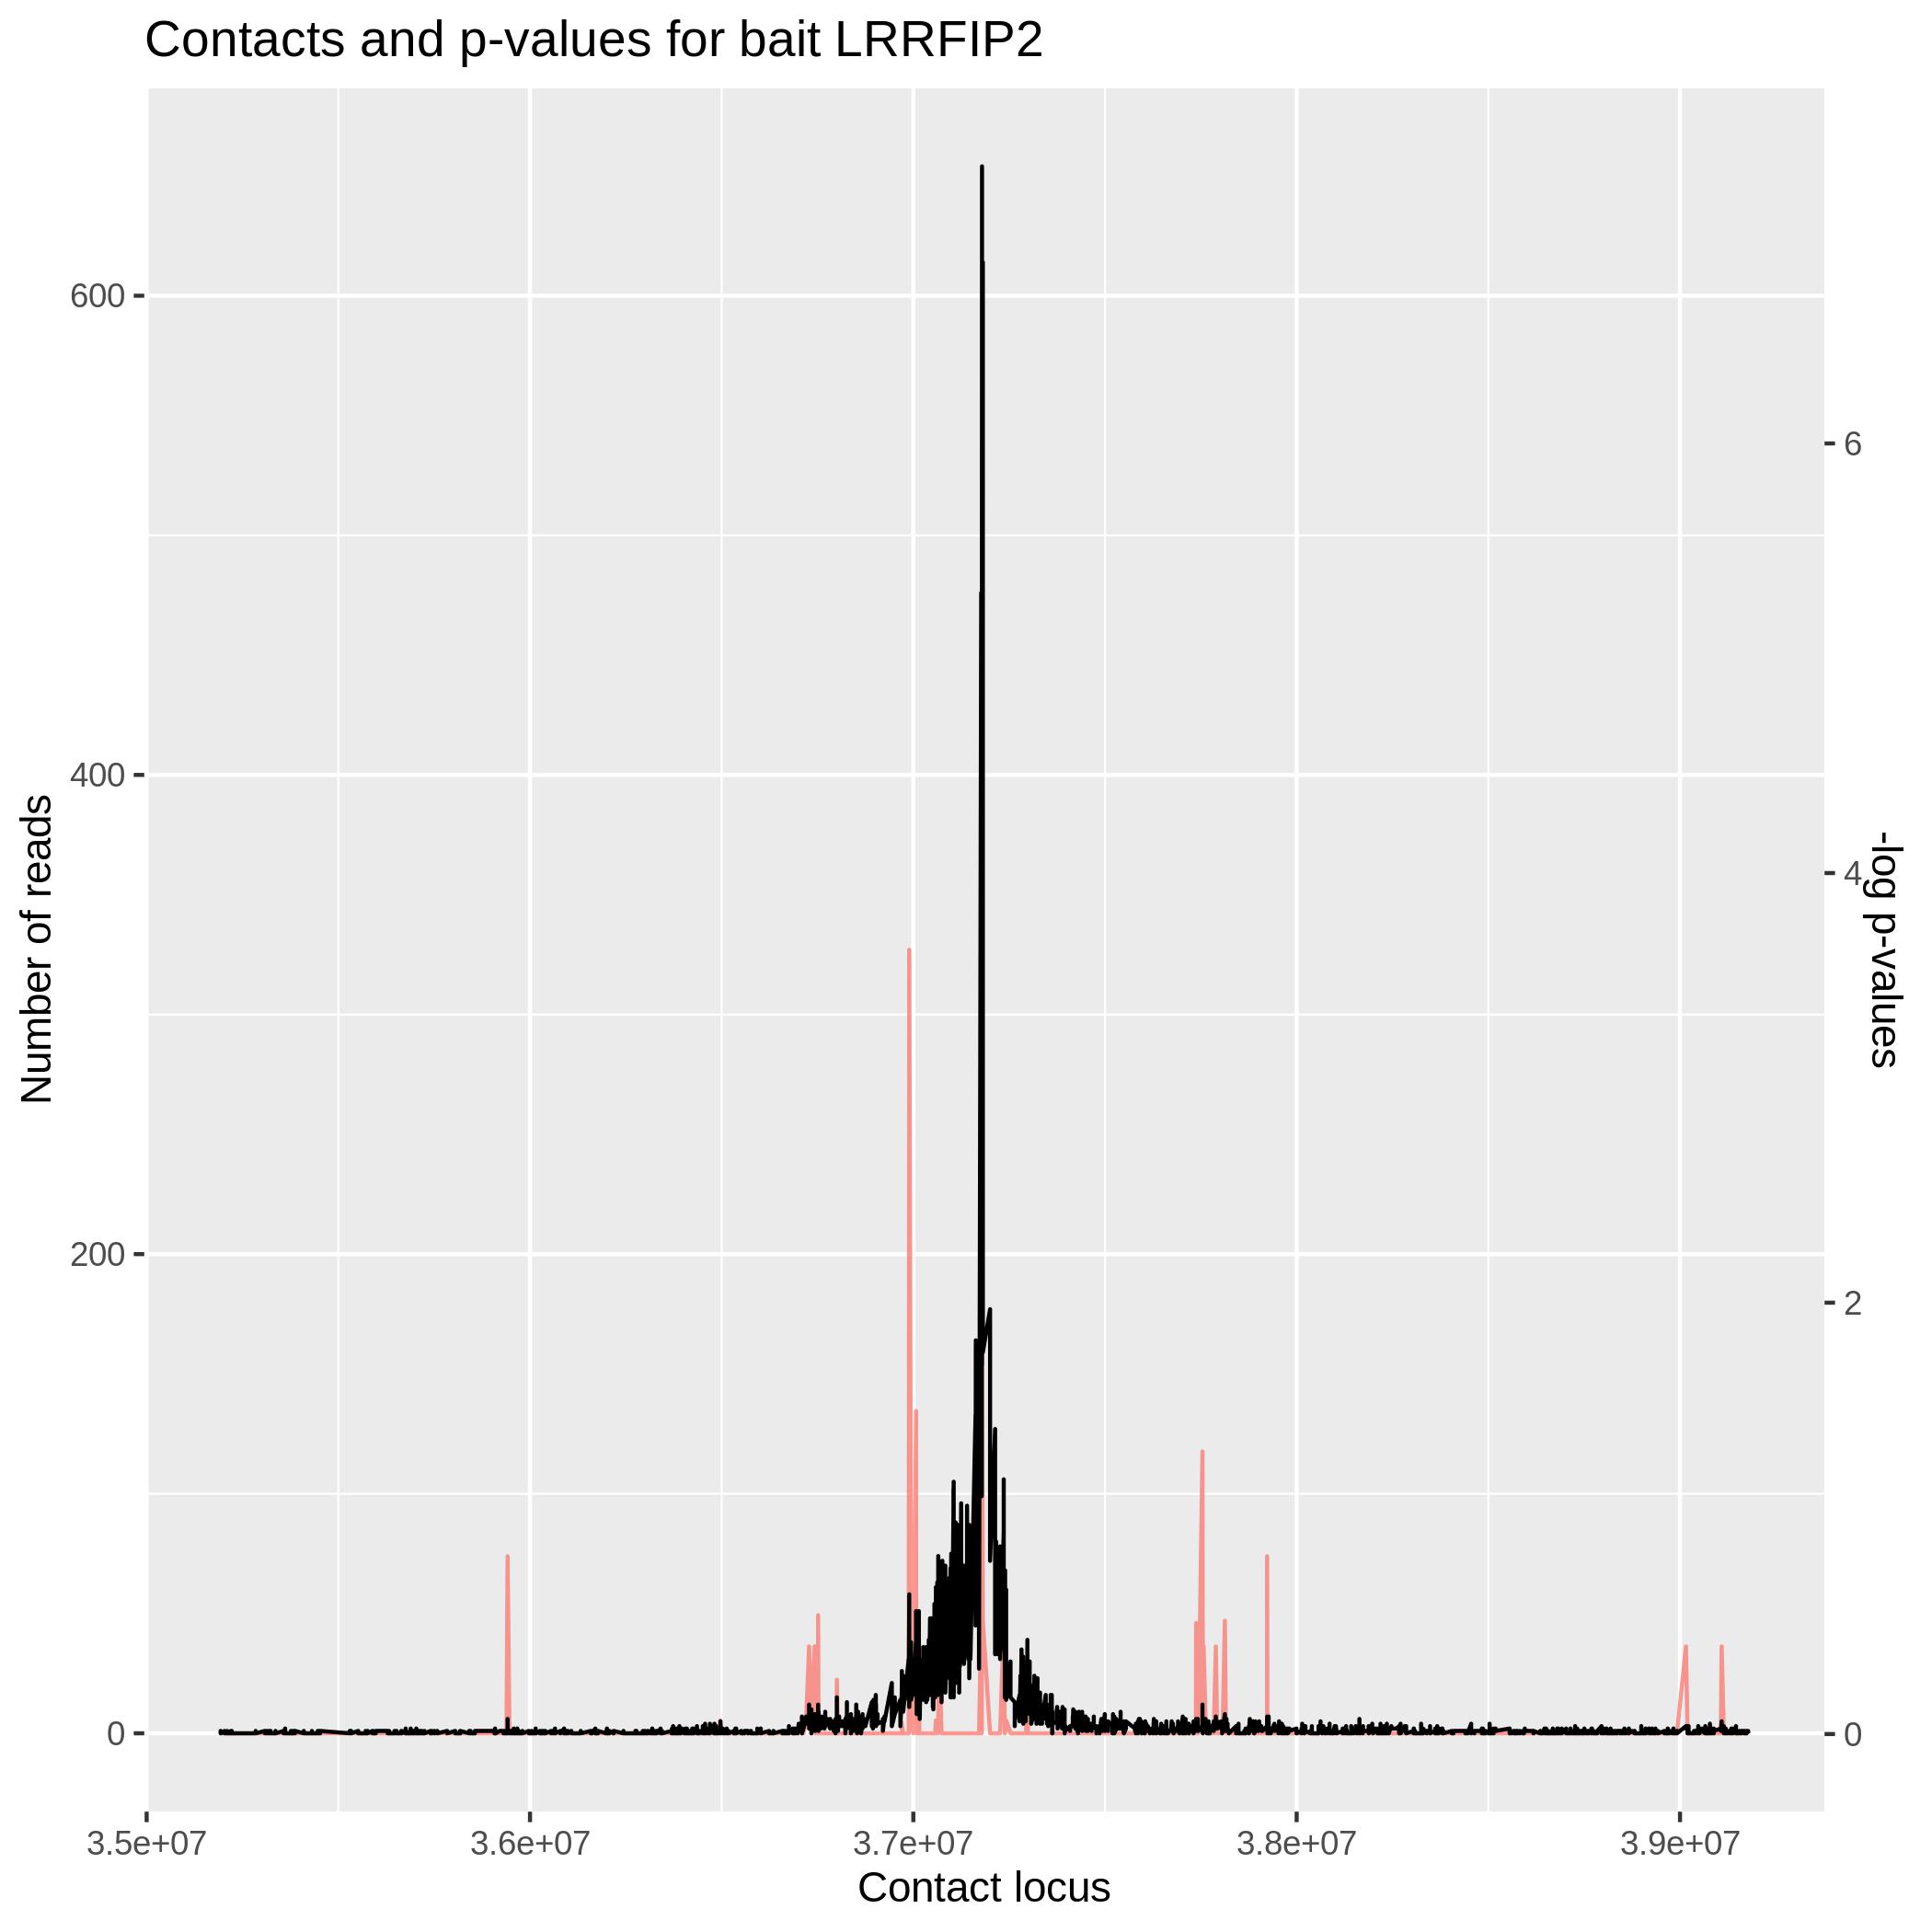 Contacts and p-values for bait LRRFIP2
Number of reads
600
400
200
0
6
4
2
0
-log p-values
3.5e+07
3.6e+07
3.7e+07
3.8e+07
3.9e+07
Contact locus